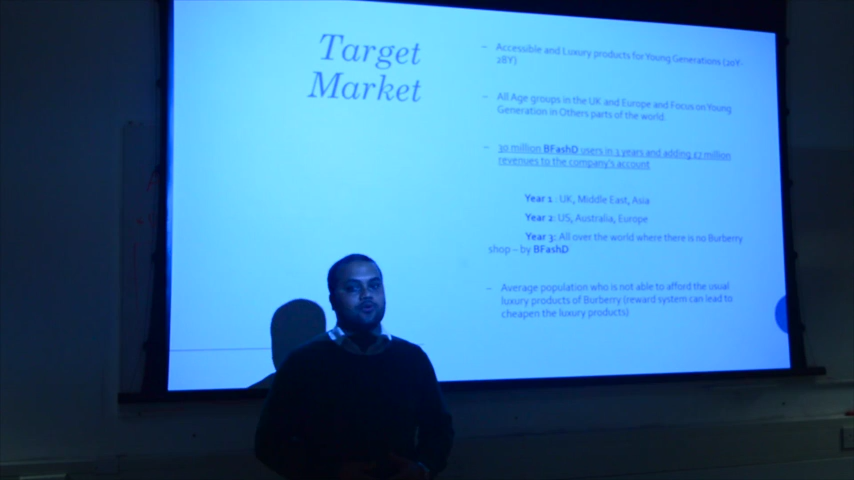 Target
Market
– Accessible and Luxury products for Young Generations (20Y-
28Y)
– All Age groups in the UK and Europe and Focus on Young
Generation in Others parts of the world.
– 30 million BFashD users in 3 years and adding £7 million
revenues to the company's account
Year 1 : UK, Middle East, Asia
Year 2: US, Australia, Europe
Year 3: All over the world where there is no Burberry
shop – by BFashD
– Average population who is not able to afford the usual
luxury products of Burberry (reward system can lead to
cheapen the luxury products)